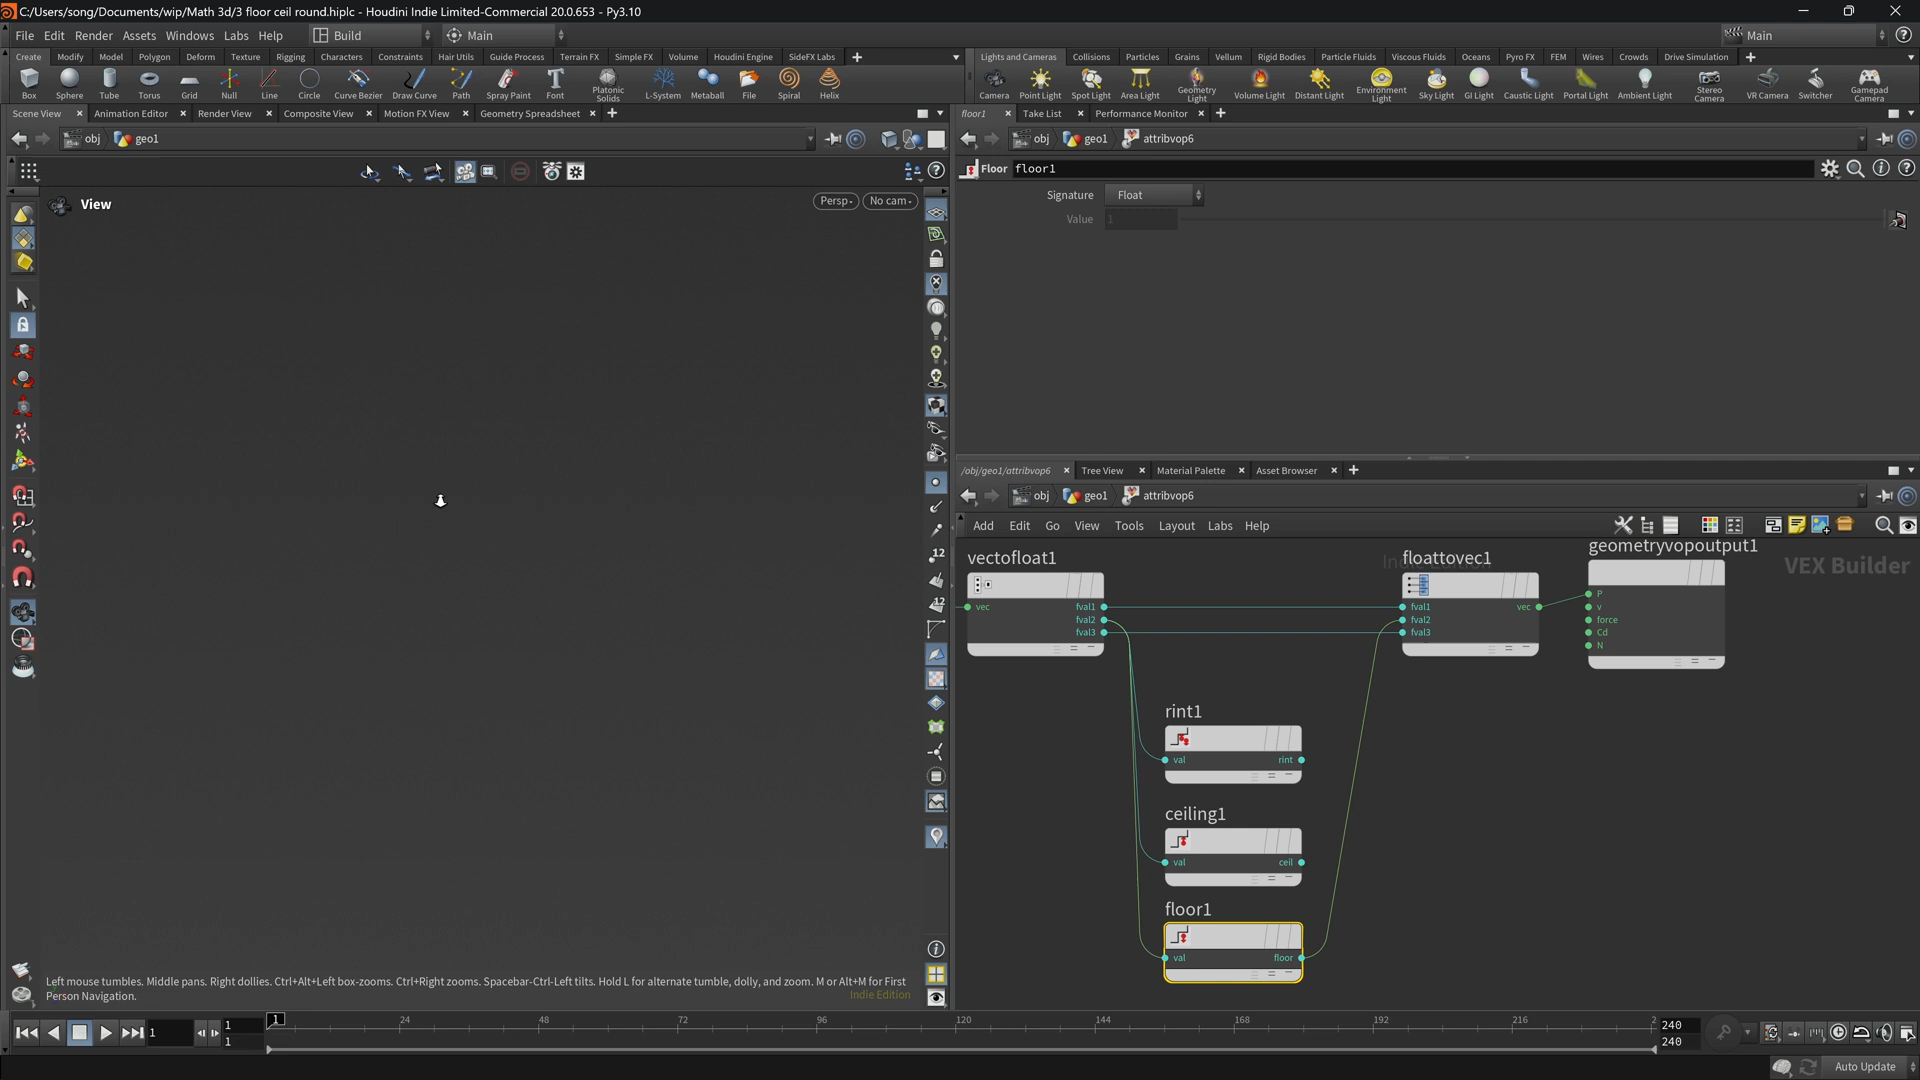 C:/Users/song/Documents/wip/Math 3d/3 floor ceil round.hiplc - Houdini Indie Limited-Commercial 20.0.653 - Py3.10
File Edit Render Assets Windows Labs Help Build Main Main
Create Modify Model Polygon Deform Texture Rigging Characters Constraints Hair Utils Guide Process Terrain FX Simple FX Volume Houdini Engine SideFX Labs
Lights and Cameras Collisions Particles Grains Vellum Rigid Bodies Particle Fluids Viscous Fluids Oceans Pyro FX FEM Wires Crowds Drive Simulation
Box Sphere Tube Torus Grid Null Line Circle Curve Bezier Draw Curve Path Spray Paint Font Platonic Solids L-System Metaball File Spiral Helix
Camera Point Light Spot Light Area Light Geometry Light Volume Light Distant Light Environment Light Sky Light GI Light Caustic Light Portal Light Ambient Light Stereo Camera VR Camera Switcher Gamepad Camera
Scene View Animation Editor Render View Composite View Motion FX View Geometry Spreadsheet
floor1 Take List Performance Monitor
obj geo1
obj geo1 attribvop6
Floor floor1
Signature Float
Value 1
View
Persp No cam
12
12
/obj/geo1/attribvop6 Tree View Material Palette Asset Browser
obj geo1 attribvop6
Add Edit Go View Tools Layout Labs Help
Indie Edition
VEX Builder
vectofloat1
vec fval1
fval2
fval3
floattovec1
fval1 vec
fval2
fval3
geometryvopoutput1
P
v
force
Cd
N
rint1
val rint
ceiling1
val ceil
floor1
val floor
Left mouse tumbles. Middle pans. Right dollies. Ctrl+Alt+Left box-zooms. Ctrl+Right zooms. Spacebar-Ctrl-Left tilts. Hold L for alternate tumble, dolly, and zoom. M or Alt+M for First
Person Navigation.
Indie Edition
1
1
1
1 24 48 72 96 120 144 168 192 216 2
240
240
Auto Update